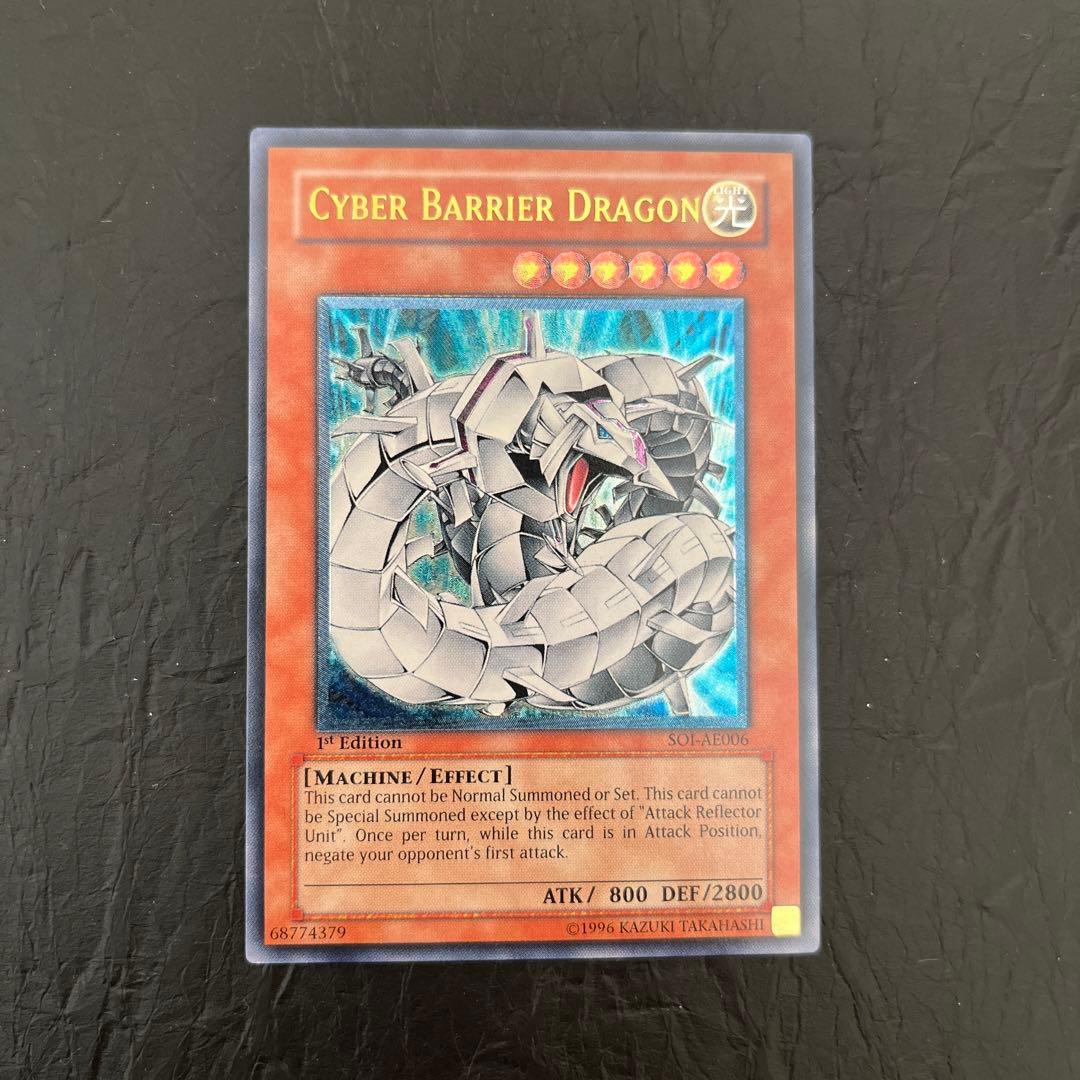 CYBER BARRIER DRAGON
LIGHT
光
1st Edition
SOI-AE006
[MACHINE/EFFECT]
This card cannot be Normal Summoned or Set. This card cannot
be Special Summoned except by the effect of "Attack Reflector
Unit". Once per turn, while this card is in Attack Position,
negate your opponent's first attack.
ATK/ 800 DEF/2800
68774379
©1996 KAZUKI TAKAHASHI